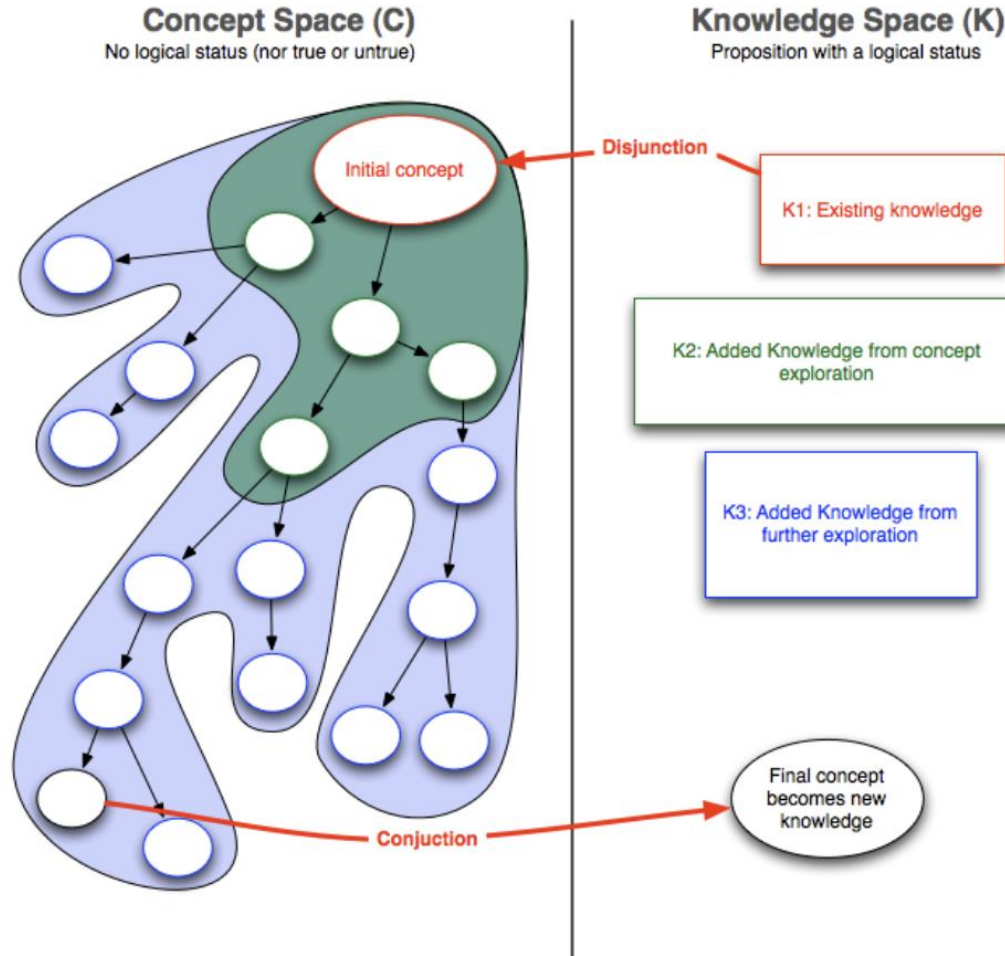 Concept Space (C)
No logical status (nor true or untrue)
Knowledge Space (K)
Proposition with a logical status
Initial concept
Disjunction
K1: Existing knowledge
K2: Added Knowledge from concept
exploration
K3: Added Knowledge from
further exploration
Final concept
becomes new
knowledge
Conjuction